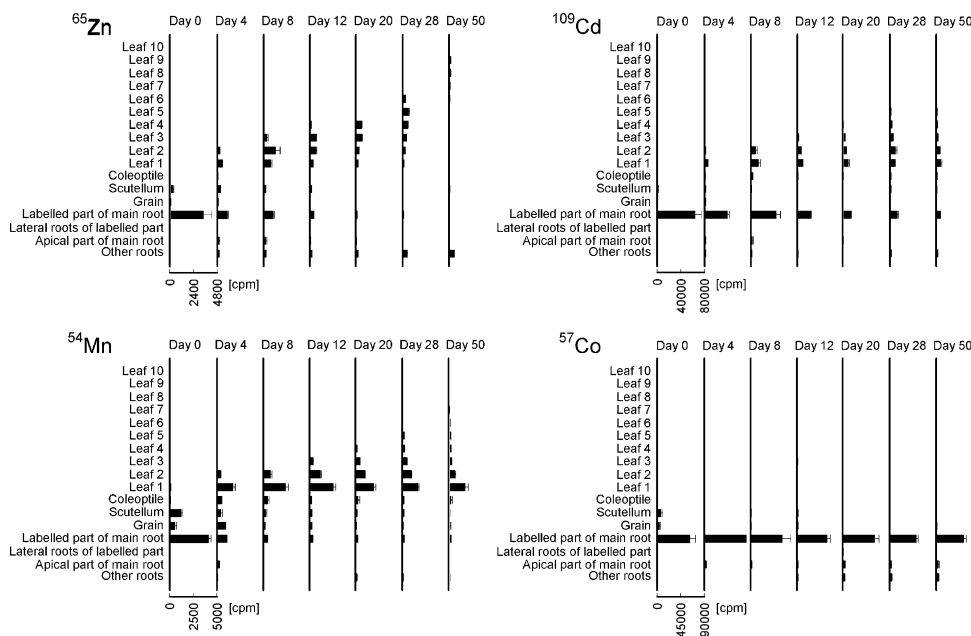 65Zn
Day 0 Day 4 Day 8 Day 12 Day 20 Day 28 Day 50
Leaf 10
Leaf 9
Leaf 8
Leaf 7
Leaf 6
Leaf 5
Leaf 4
Leaf 3
Leaf 2
Leaf 1
Coleoptile
Scutellum
Grain
Labelled part of main root
Lateral roots of labelled part
Apical part of main root
Other roots
0 2400 4800 [cpm]
109Cd
Day 0 Day 4 Day 8 Day 12 Day 20 Day 28 Day 50
Leaf 10
Leaf 9
Leaf 8
Leaf 7
Leaf 6
Leaf 5
Leaf 4
Leaf 3
Leaf 2
Leaf 1
Coleoptile
Scutellum
Grain
Labelled part of main root
Lateral roots of labelled part
Apical part of main root
Other roots
0 40000 80000 [cpm]
54Mn
Day 0 Day 4 Day 8 Day 12 Day 20 Day 28 Day 50
Leaf 10
Leaf 9
Leaf 8
Leaf 7
Leaf 6
Leaf 5
Leaf 4
Leaf 3
Leaf 2
Leaf 1
Coleoptile
Scutellum
Grain
Labelled part of main root
Lateral roots of labelled part
Apical part of main root
Other roots
0 2500 5000 [cpm]
57Co
Day 0 Day 4 Day 8 Day 12 Day 20 Day 28 Day 50
Leaf 10
Leaf 9
Leaf 8
Leaf 7
Leaf 6
Leaf 5
Leaf 4
Leaf 3
Leaf 2
Leaf 1
Coleoptile
Scutellum
Grain
Labelled part of main root
Lateral roots of labelled part
Apical part of main root
Other roots
0 45000 90000 [cpm]